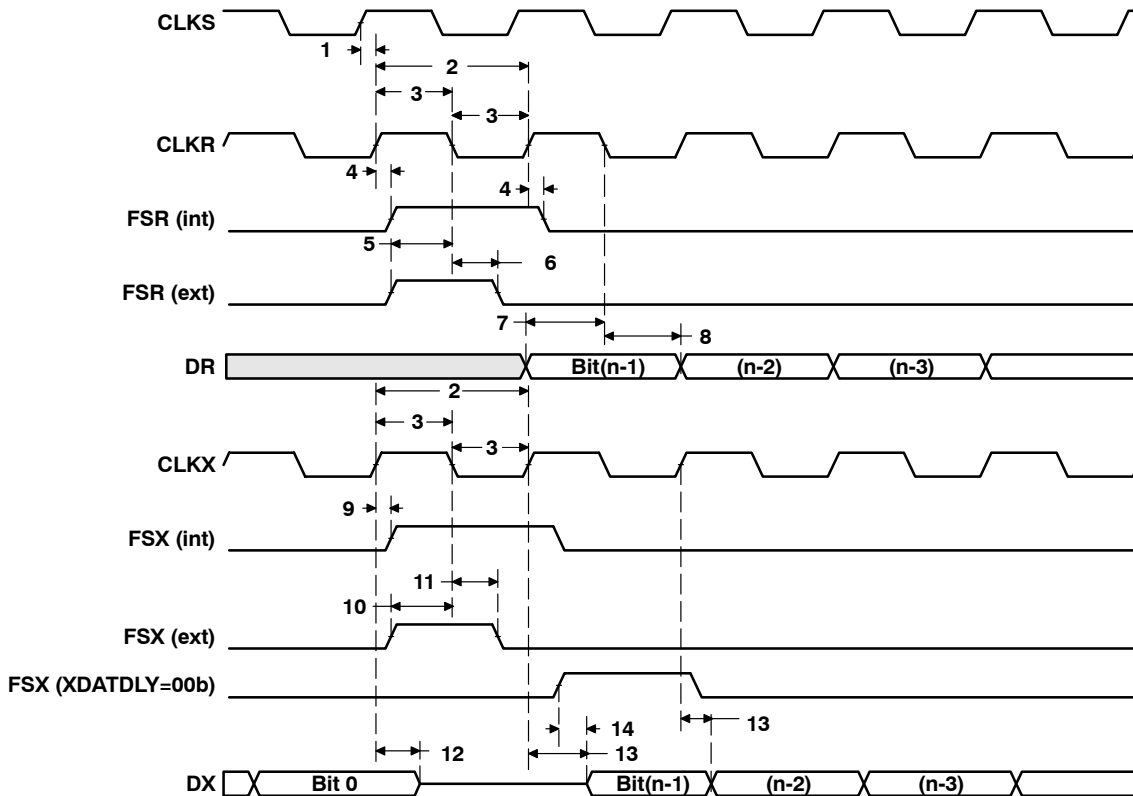 CLKS
1
2
3
3
CLKR
4
4
FSR (int)
5
6
FSR (ext)
7
8
DR Bit(n-1) (n-2) (n-3)
2
3
3
CLKX
9
FSX (int)
11
10
FSX (ext)
FSX (XDATDLY=00b)
13
14
13
12
DX Bit 0 Bit(n-1) (n-2) (n-3)